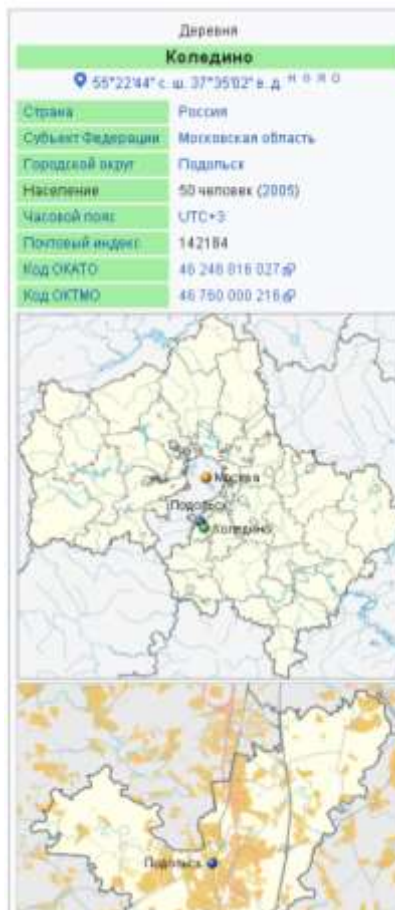 Деревня
Коледино
55°22′44″ с. ш. 37°35′02″ в. д. H G Я O
Страна Россия
Субъект Федерации Московская область
Городской округ Подольск
Население 50 человек (2005)
Часовой пояс UTC+3
Почтовый индекс 142184
Код ОКАТО 46 246 816 027
Код ОКТМО 46 760 000 216
Москва
Подольск
Коледино
Подольск